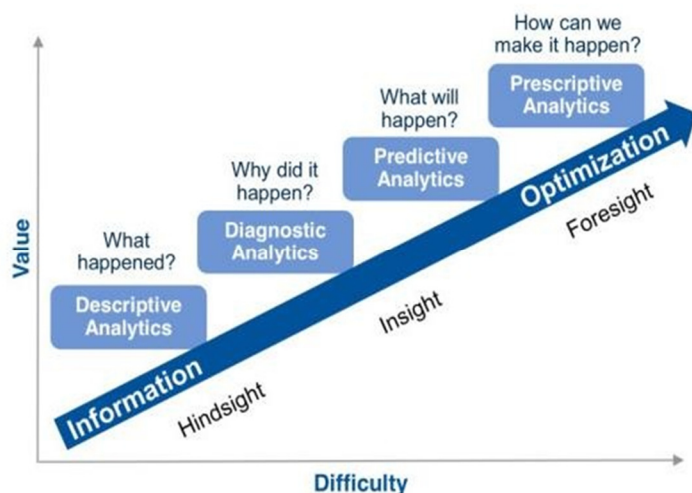 How can we
make it happen?
Prescriptive
Analytics
What will
happen?
Predictive
Analytics
Why did it
happen?
Diagnostic
Analytics
What
happened?
Descriptive
Analytics
Value
Information
Optimization
Hindsight
Insight
Foresight
Difficulty